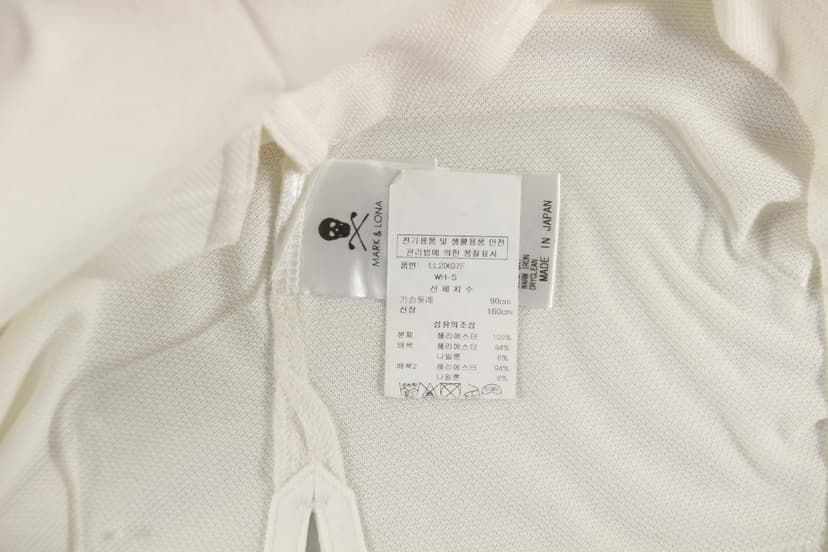 MARK & LONA
전기용품 및 생활용품 안전
관리법에 의한 품질표시
품번 LL20X07F
WH-S
신체치수
가슴둘레 90cm
신장 160cm
섬유의조성
본체 폴리에스터 100%
배색 폴리에스터 94%
나일론 6%
배색2 폴리에스터 94%
나일론 6%
WARM IRON
DRYCLEAN
MADE IN JAPAN